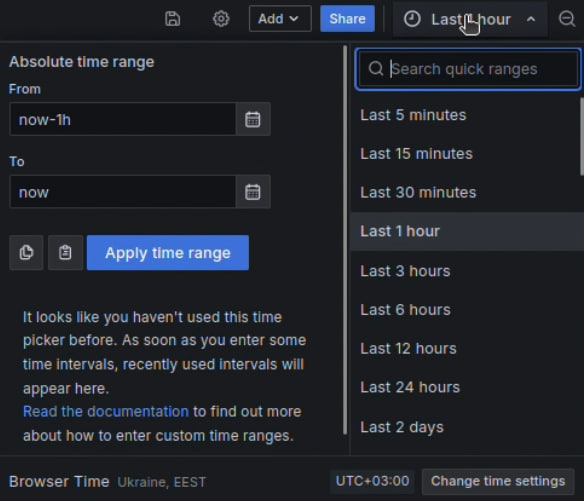 Add
Share
Last 1 hour
Absolute time range
From
now-1h
To
now
Apply time range
It looks like you haven't used this time
picker before. As soon as you enter some
time intervals, recently used intervals will
appear here.
Read the documentation to find out more
about how to enter custom time ranges.
Search quick ranges
Last 5 minutes
Last 15 minutes
Last 30 minutes
Last 1 hour
Last 3 hours
Last 6 hours
Last 12 hours
Last 24 hours
Last 2 days
Browser Time Ukraine, EEST
UTC+03:00
Change time settings